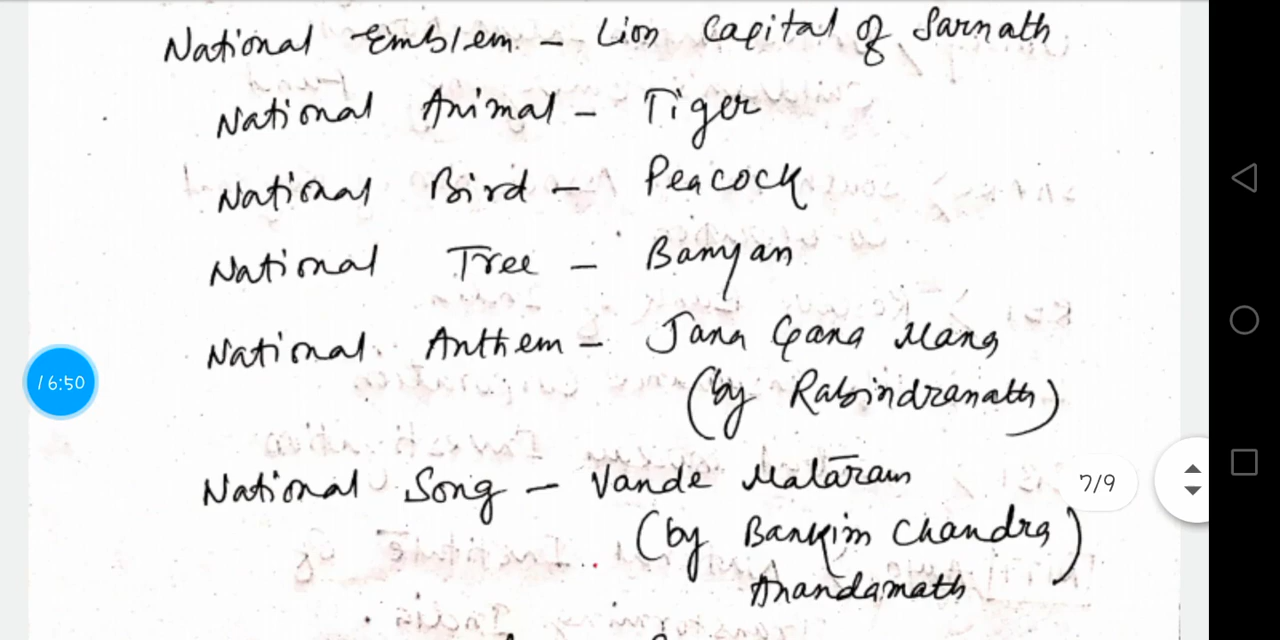 National Emblem – Lion Capital of Sarnath
National Animal – Tiger
National Bird – Peacock
National Tree – Banyan
National Anthem – Jana Gana Mana
(by Rabindranath)
16:50
National Song – Vande Mātāram
7/9
(by Bankim Chandra)
Anandamath